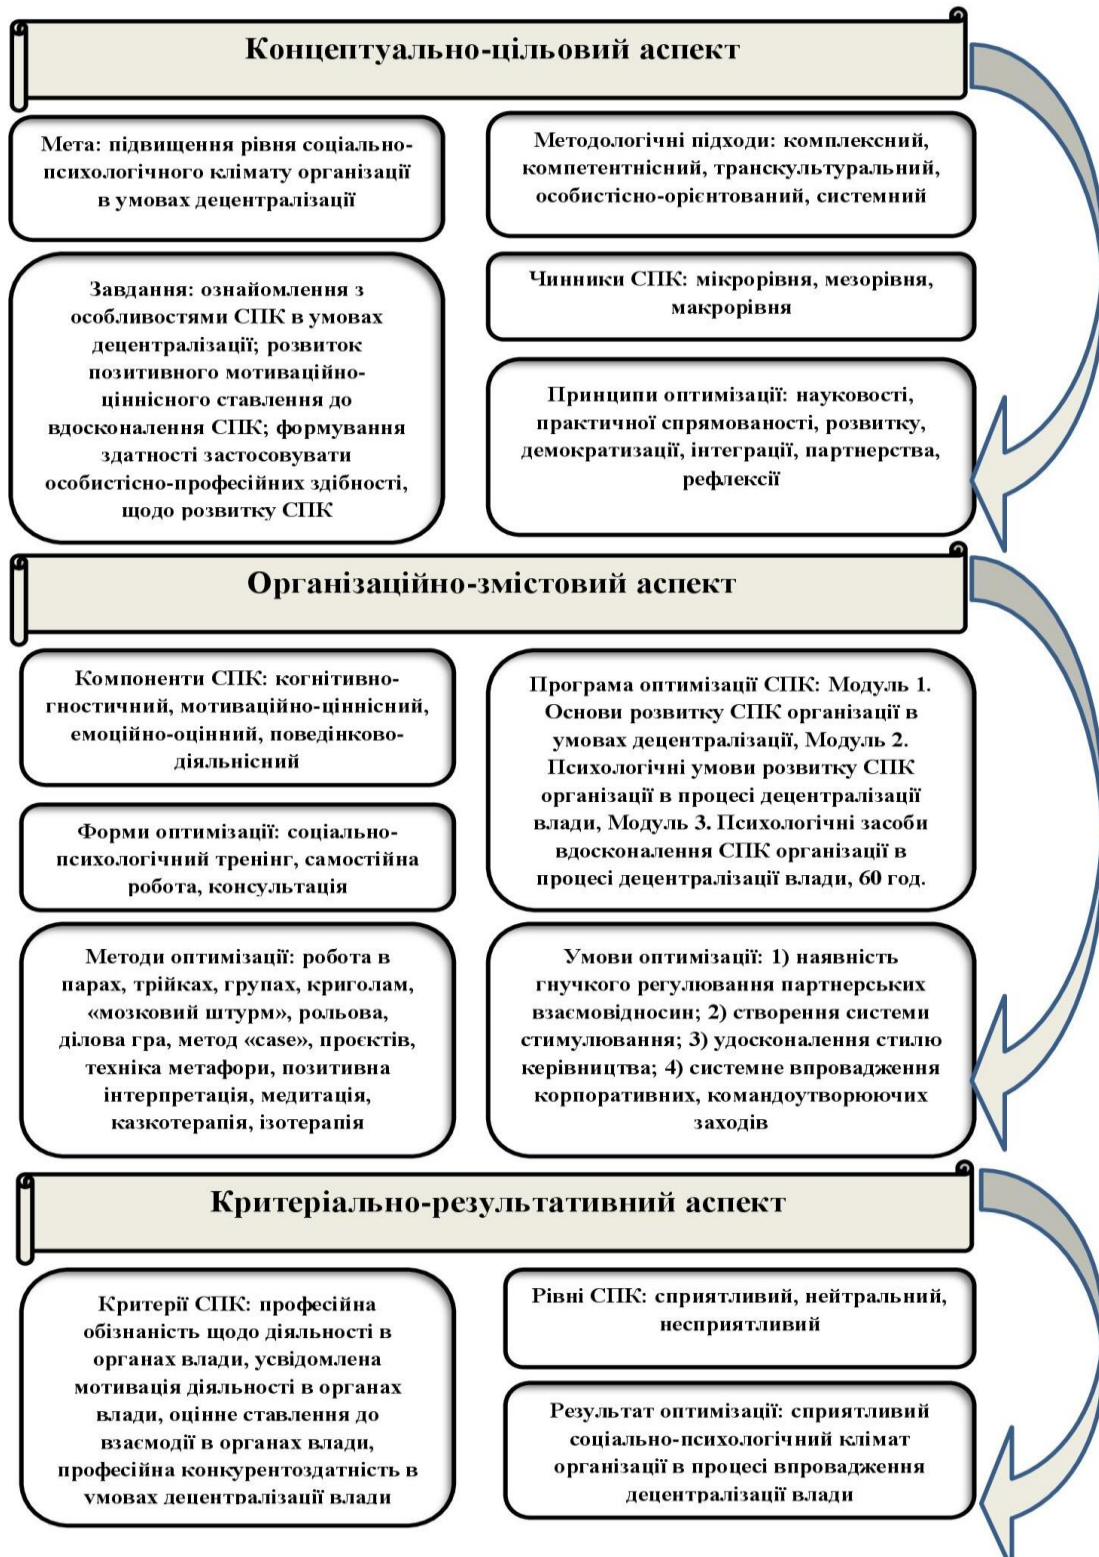 Концептуально-цільовий аспект
Мета: підвищення рівня соціально-
психологічного клімату організації
в умовах децентралізації
Завдання: ознайомлення з
особливостями СПК в умовах
децентралізації; розвиток
позитивного мотиваційно-
ціннісного ставлення до
вдосконалення СПК; формування
здатності застосовувати
особистісно-професійних здібності,
щодо розвитку СПК
Методологічні підходи: комплексний,
компетентнісний, транскультуральний,
особистісно-орієнтований, системний
Чинники СПК: мікрорівня, мезорівня,
макрорівня
Принципи оптимізації: науковості,
практичної спрямованості, розвитку,
демократизації, інтеграції, партнерства,
рефлексії
Організаційно-змістовий аспект
Компоненти СПК: когнітивно-
гностичний, мотиваційно-ціннісний,
емоційно-оцінний, поведінково-
діяльнісний
Форми оптимізації: соціально-
психологічний тренінг, самостійна
робота, консультація
Методи оптимізації: робота в
парах, трійках, групах, криголам,
«мозковий штурм», рольова,
ділова гра, метод «case», проєктів,
техніка метафори, позитивна
інтерпретація, медитація,
казкотерапія, ізотерапія
Програма оптимізації СПК: Модуль 1.
Основи розвитку СПК організації в
умовах децентралізації, Модуль 2.
Психологічні умови розвитку СПК
організації в процесі децентралізації
влади, Модуль 3. Психологічні засоби
вдосконалення СПК організації в
процесі децентралізації влади, 60 год.
Умови оптимізації: 1) наявність
гнучкого регулювання партнерських
взаємовідносин; 2) створення системи
стимулювання; 3) удосконалення стилю
керівництва; 4) системне впровадження
корпоративних, командоутворюючих
заходів
Критеріально-результативний аспект
Критерії СПК: професійна
обізнаність щодо діяльності в
органах влади, усвідомлена
мотивація діяльності в органах
влади, оцінне ставлення до
взаємодії в органах влади,
професійна конкурентоздатність в
умовах децентралізації влади
Рівні СПК: сприятливий, нейтральний,
несприятливий
Результат оптимізації: сприятливий
соціально-психологічний клімат
організації в процесі впровадження
децентралізації влади